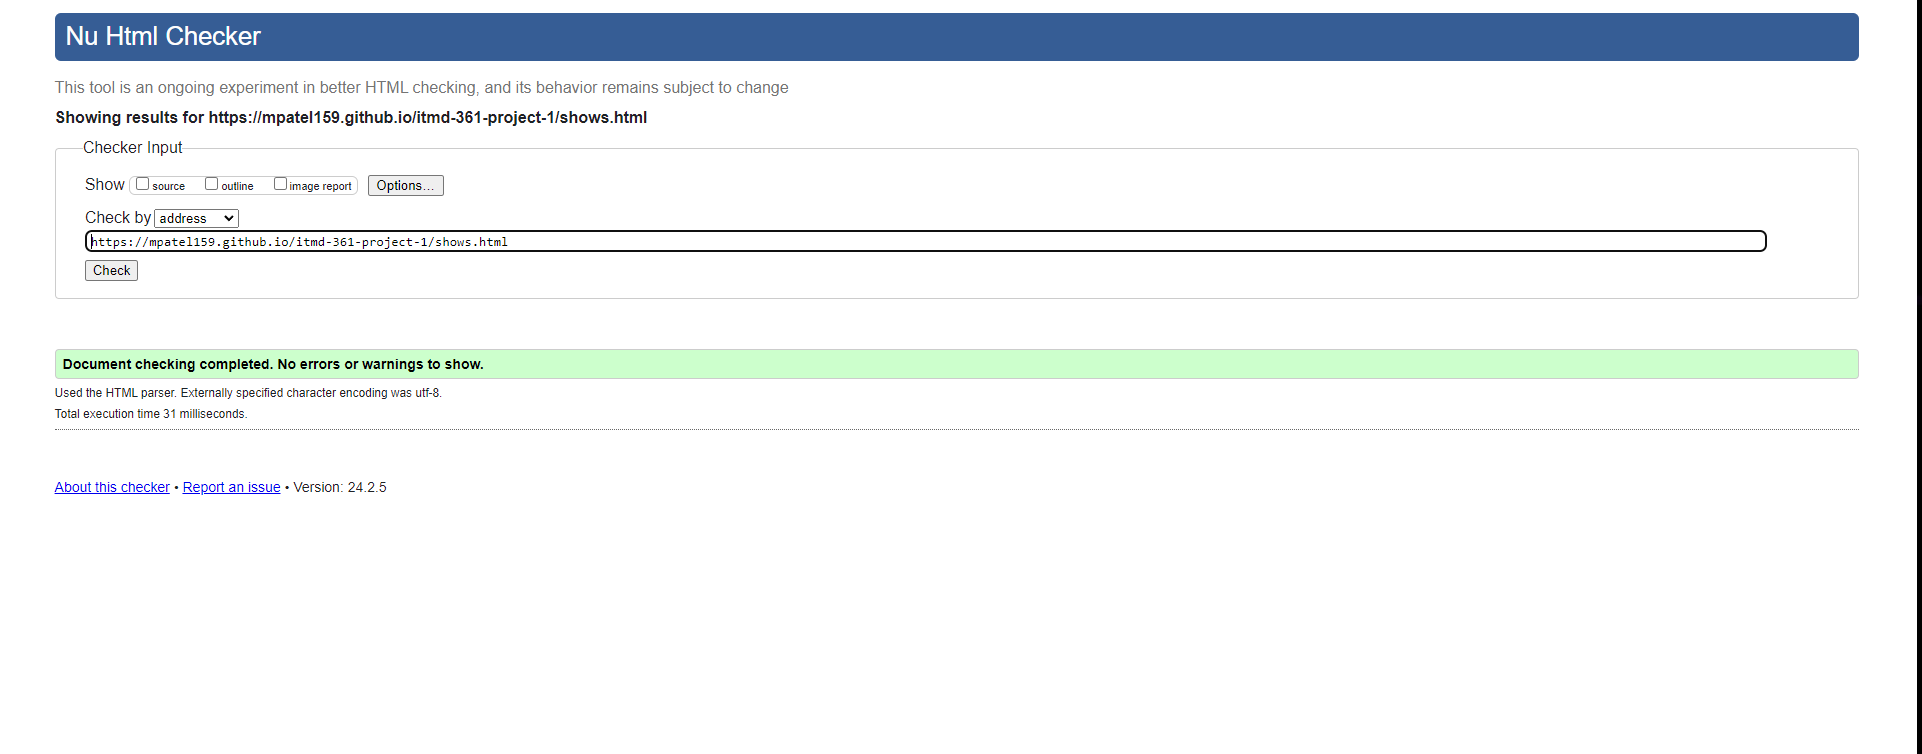 Nu Html Checker
This tool is an ongoing experiment in better HTML checking, and its behavior remains subject to change
Showing results for https://mpatel159.github.io/itmd-361-project-1/shows.html
Checker Input
Show source outline image report Options...
Check by address
https://mpatel159.github.io/itmd-361-project-1/shows.html
Check
Document checking completed. No errors or warnings to show.
Used the HTML parser. Externally specified character encoding was utf-8.
Total execution time 31 milliseconds.
About this checker • Report an issue • Version: 24.2.5